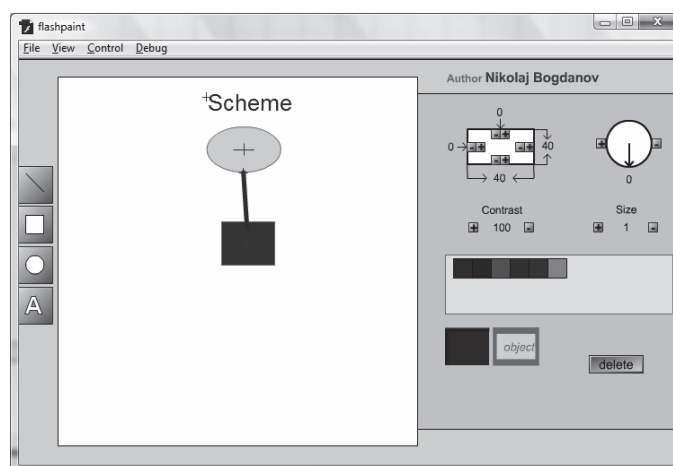 flashpaint
File View Control Debug
Author Nikolaj Bogdanov
Scheme
0
0
40
40
0
Contrast
Size
+ 100 -
+ 1 -
A
object
delete